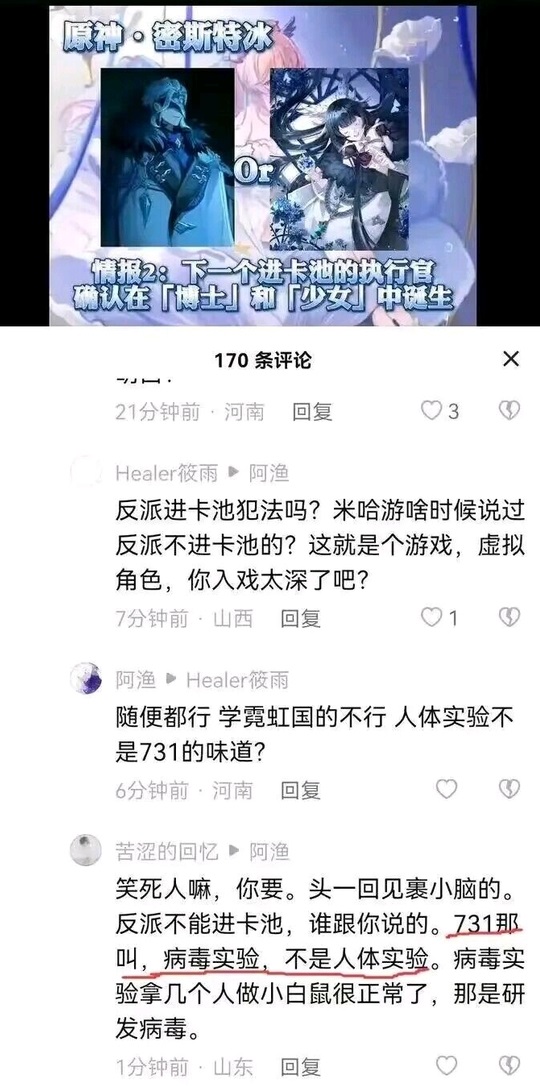 原神·密斯特冰
Or
情报2：下一个进卡池的执行官
确认在「博士」和「少女」中诞生
170 条评论
21分钟前 · 河南 回复 3
Healer筱雨 ▶ 阿渔
反派进卡池犯法吗？米哈游啥时候说过
反派不进卡池的？这就是个游戏，虚拟
角色，你入戏太深了吧？
7分钟前 · 山西 回复 1
阿渔 ▶ Healer筱雨
随便都行 学霓虹国的不行 人体实验不
是731的味道？
6分钟前 · 河南 回复
苦涩的回忆 ▶ 阿渔
笑死人嘛，你要。头一回见裹小脑的。
反派不能进卡池，谁跟你说的。731那
叫，病毒实验，不是人体实验。病毒实
验拿几个人做小白鼠很正常了，那是研
发病毒。
1分钟前 · 山东 回复